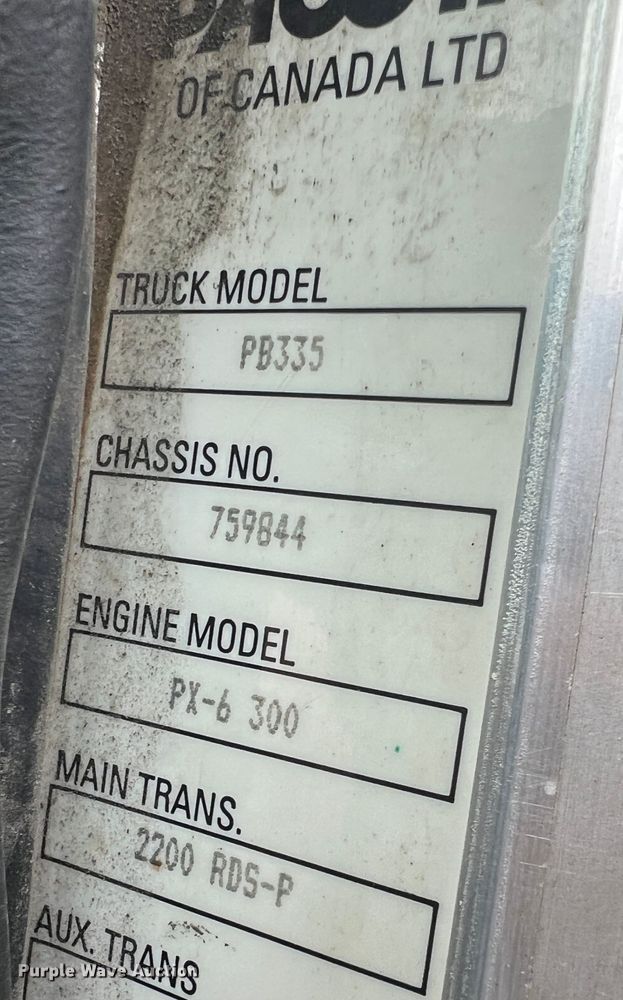 OF CANADA LTD
TRUCK MODEL
PB335
CHASSIS NO.
759844
ENGINE MODEL
PX-6 300
MAIN TRANS.
2200 RDS-P
AUX. TRANS
Purple Wave Auction